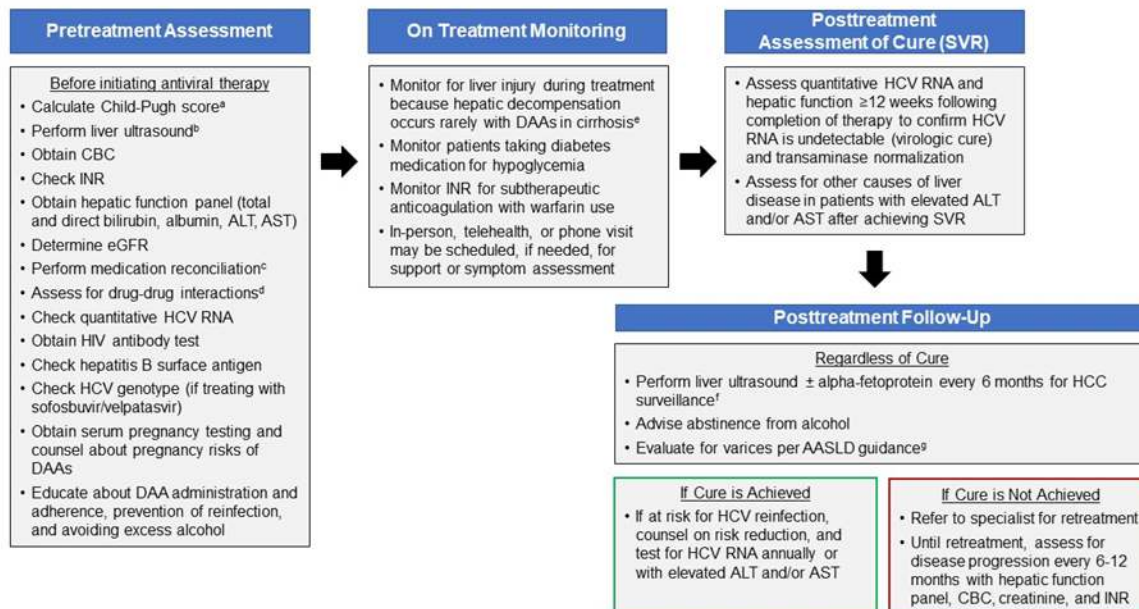 Pretreatment Assessment
Before initiating antiviral therapy
• Calculate Child-Pugh scoreᵃ
• Perform liver ultrasoundᵇ
• Obtain CBC
• Check INR
• Obtain hepatic function panel (total
and direct bilirubin, albumin, ALT, AST)
• Determine eGFR
• Perform medication reconciliationᶜ
• Assess for drug-drug interactionsᵈ
• Check quantitative HCV RNA
• Obtain HIV antibody test
• Check hepatitis B surface antigen
• Check HCV genotype (if treating with
sofosbuvir/velpatasvir)
• Obtain serum pregnancy testing and
counsel about pregnancy risks of
DAAs
• Educate about DAA administration and
adherence, prevention of reinfection,
and avoiding excess alcohol
On Treatment Monitoring
• Monitor for liver injury during treatment
because hepatic decompensation
occurs rarely with DAAs in cirrhosisᵉ
• Monitor patients taking diabetes
medication for hypoglycemia
• Monitor INR for subtherapeutic
anticoagulation with warfarin use
• In-person, telehealth, or phone visit
may be scheduled, if needed, for
support or symptom assessment
Posttreatment
Assessment of Cure (SVR)
• Assess quantitative HCV RNA and
hepatic function ≥12 weeks following
completion of therapy to confirm HCV
RNA is undetectable (virologic cure)
and transaminase normalization
• Assess for other causes of liver
disease in patients with elevated ALT
and/or AST after achieving SVR
Posttreatment Follow-Up
Regardless of Cure
• Perform liver ultrasound ± alpha-fetoprotein every 6 months for HCC
surveillanceᶠ
• Advise abstinence from alcohol
• Evaluate for varices per AASLD guidanceᵍ
If Cure is Achieved
• If at risk for HCV reinfection,
counsel on risk reduction, and
test for HCV RNA annually or
with elevated ALT and/or AST
If Cure is Not Achieved
• Refer to specialist for retreatment
• Until retreatment, assess for
disease progression every 6-12
months with hepatic function
panel, CBC, creatinine, and INR